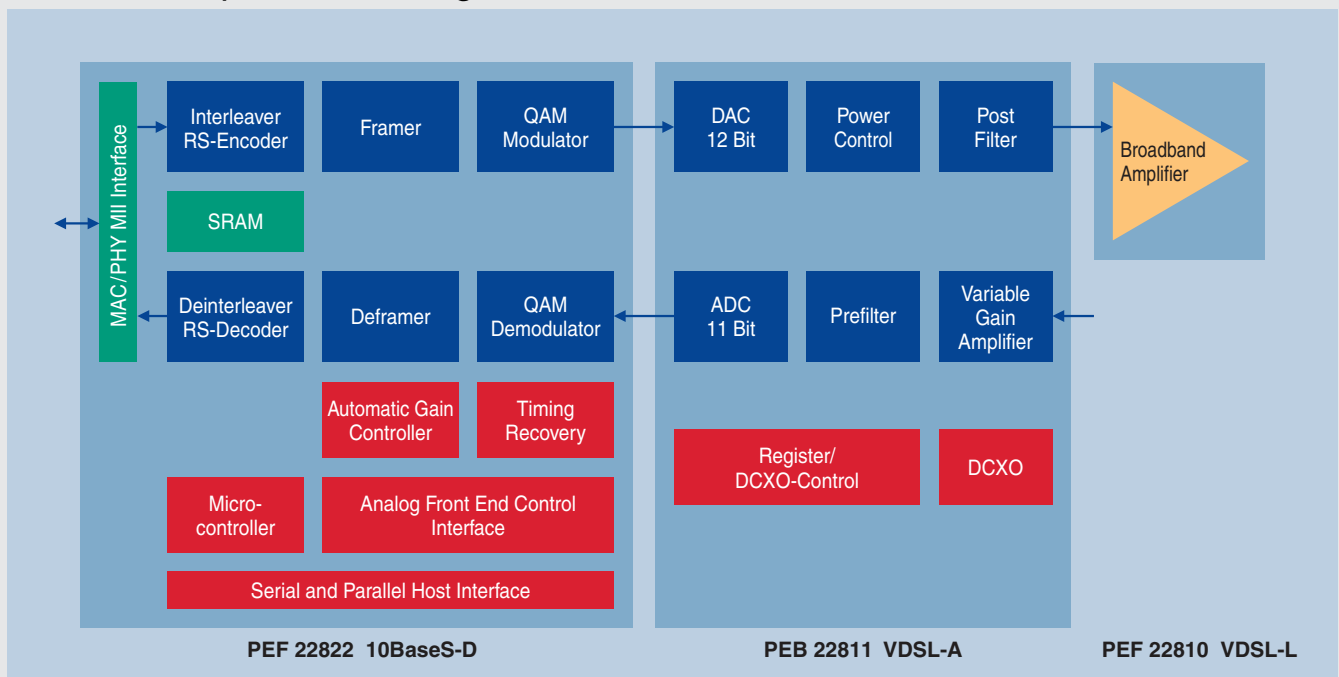 MAC/PHY MII Interface
Interleaver
RS-Encoder
Framer
QAM
Modulator
DAC
12 Bit
Power
Control
Post
Filter
Broadband
Amplifier
SRAM
Deinterleaver
RS-Decoder
Deframer
QAM
Demodulator
ADC
11 Bit
Prefilter
Variable
Gain
Amplifier
Automatic Gain
Controller
Timing
Recovery
Register/
DCXO-Control
DCXO
Micro-
controller
Analog Front End Control
Interface
Serial and Parallel Host Interface
PEF 22822 10BaseS-D
PEB 22811 VDSL-A
PEF 22810 VDSL-L